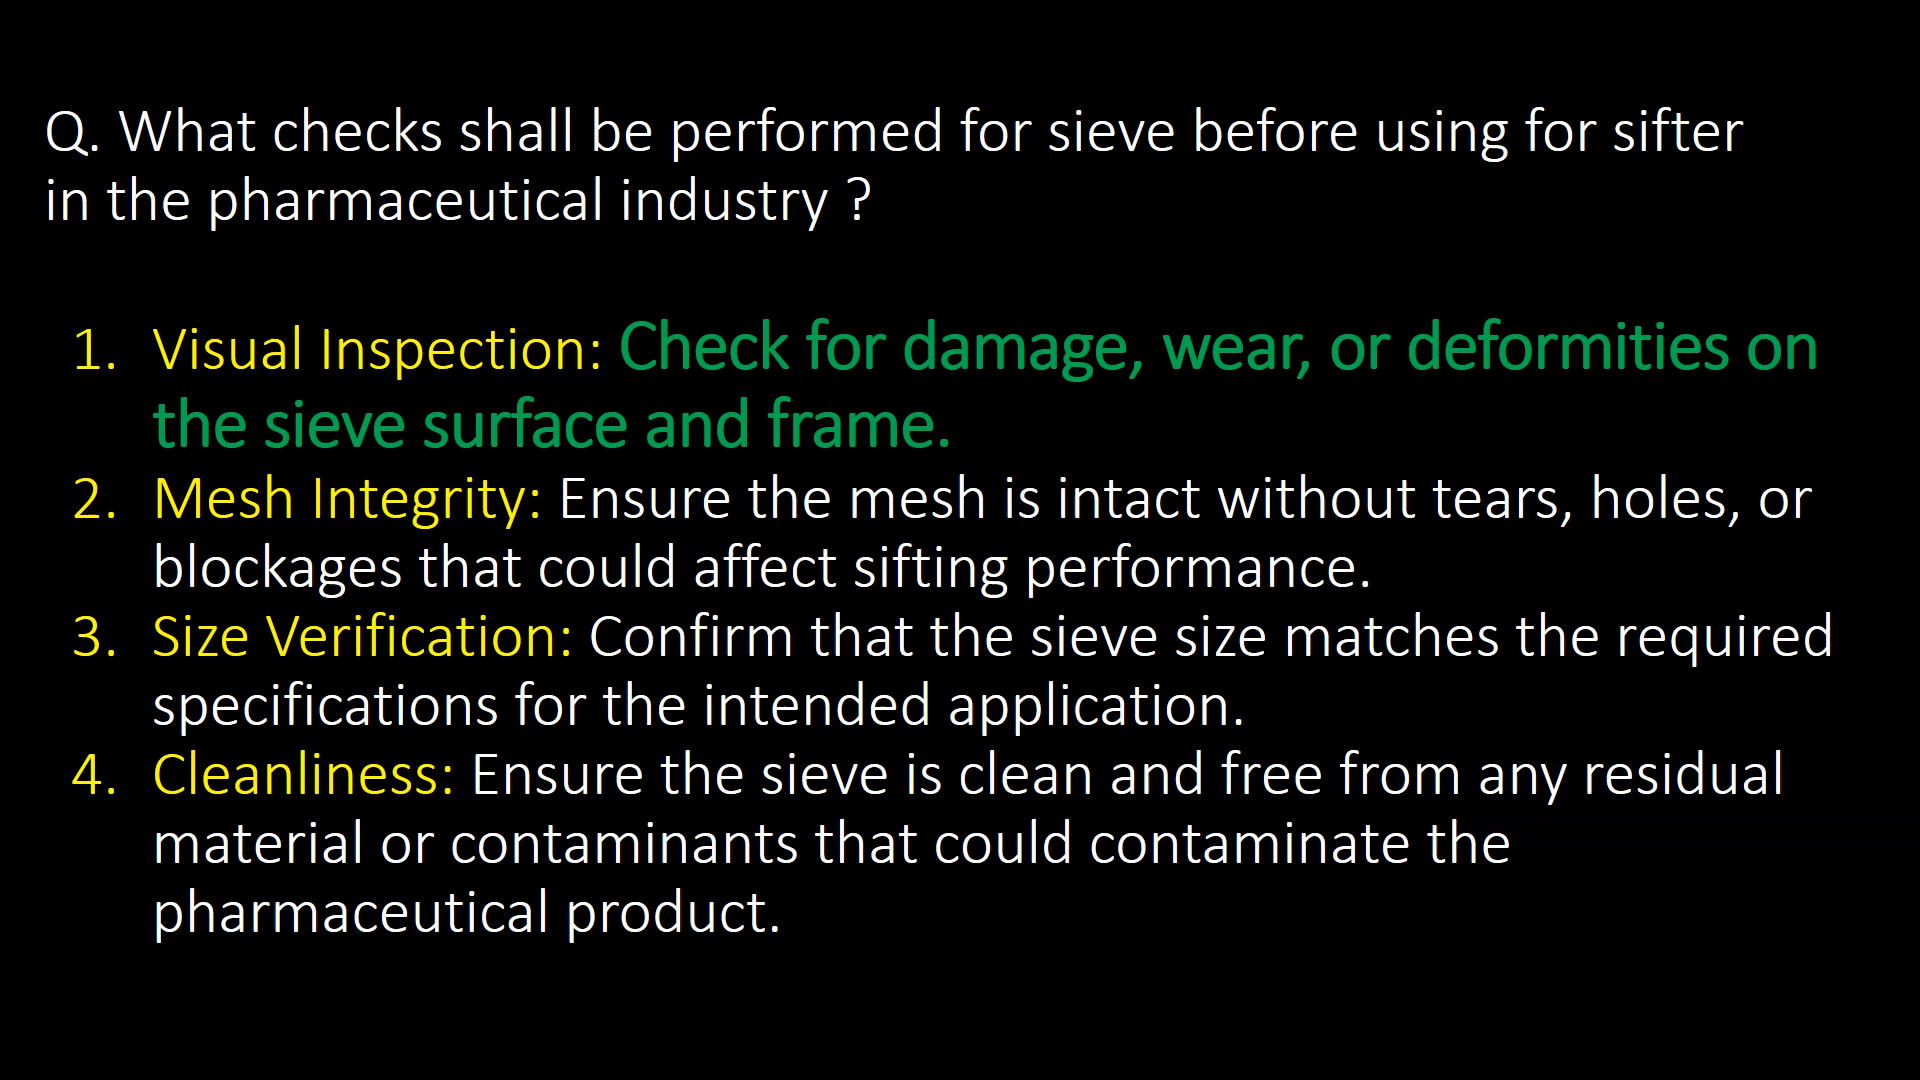 Q. What checks shall be performed for sieve before using for sifter
in the pharmaceutical industry ?
1. Visual Inspection: Check for damage, wear, or deformities on
the sieve surface and frame.
2. Mesh Integrity: Ensure the mesh is intact without tears, holes, or
blockages that could affect sifting performance.
3. Size Verification: Confirm that the sieve size matches the required
specifications for the intended application.
4. Cleanliness: Ensure the sieve is clean and free from any residual
material or contaminants that could contaminate the
pharmaceutical product.